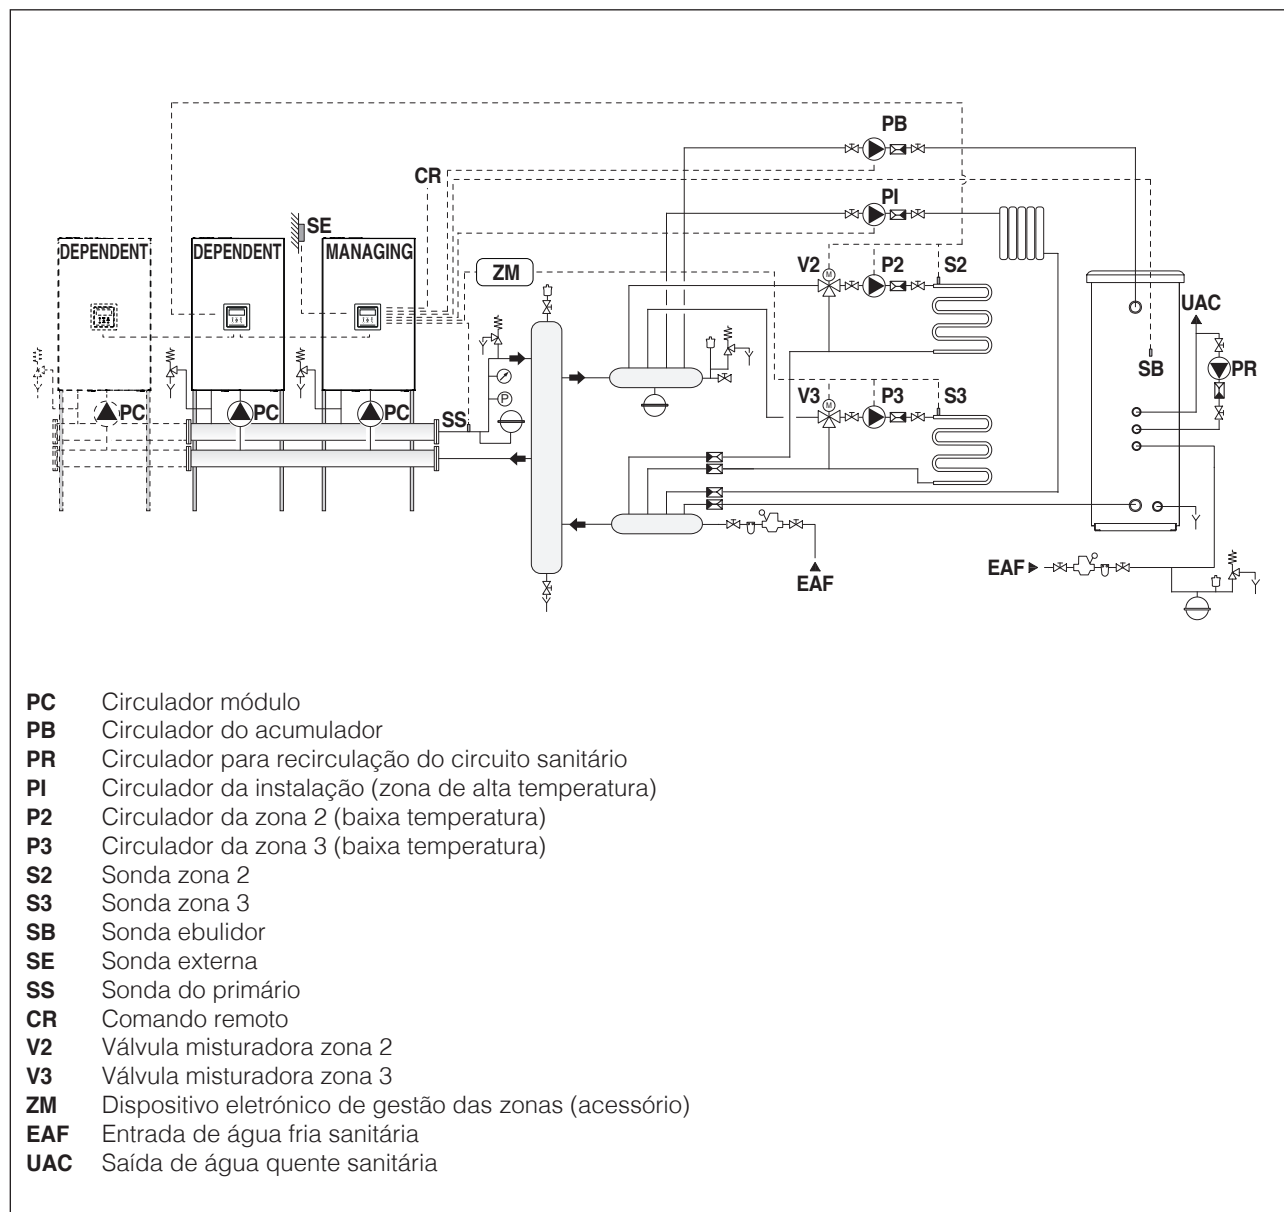 PB
CR
PI
SE
DEPENDENT
DEPENDENT
MANAGING
ZM
V2
M
P2
S2
UAC
SB
PR
PC
PC
PC
SS
P
V3
M
P3
S3
EAF
EAF
PC Circulador módulo
PB Circulador do acumulador
PR Circulador para recirculação do circuito sanitário
PI Circulador da instalação (zona de alta temperatura)
P2 Circulador da zona 2 (baixa temperatura)
P3 Circulador da zona 3 (baixa temperatura)
S2 Sonda zona 2
S3 Sonda zona 3
SB Sonda ebulidor
SE Sonda externa
SS Sonda do primário
CR Comando remoto
V2 Válvula misturadora zona 2
V3 Válvula misturadora zona 3
ZM Dispositivo eletrónico de gestão das zonas (acessório)
EAF Entrada de água fria sanitária
UAC Saída de água quente sanitária